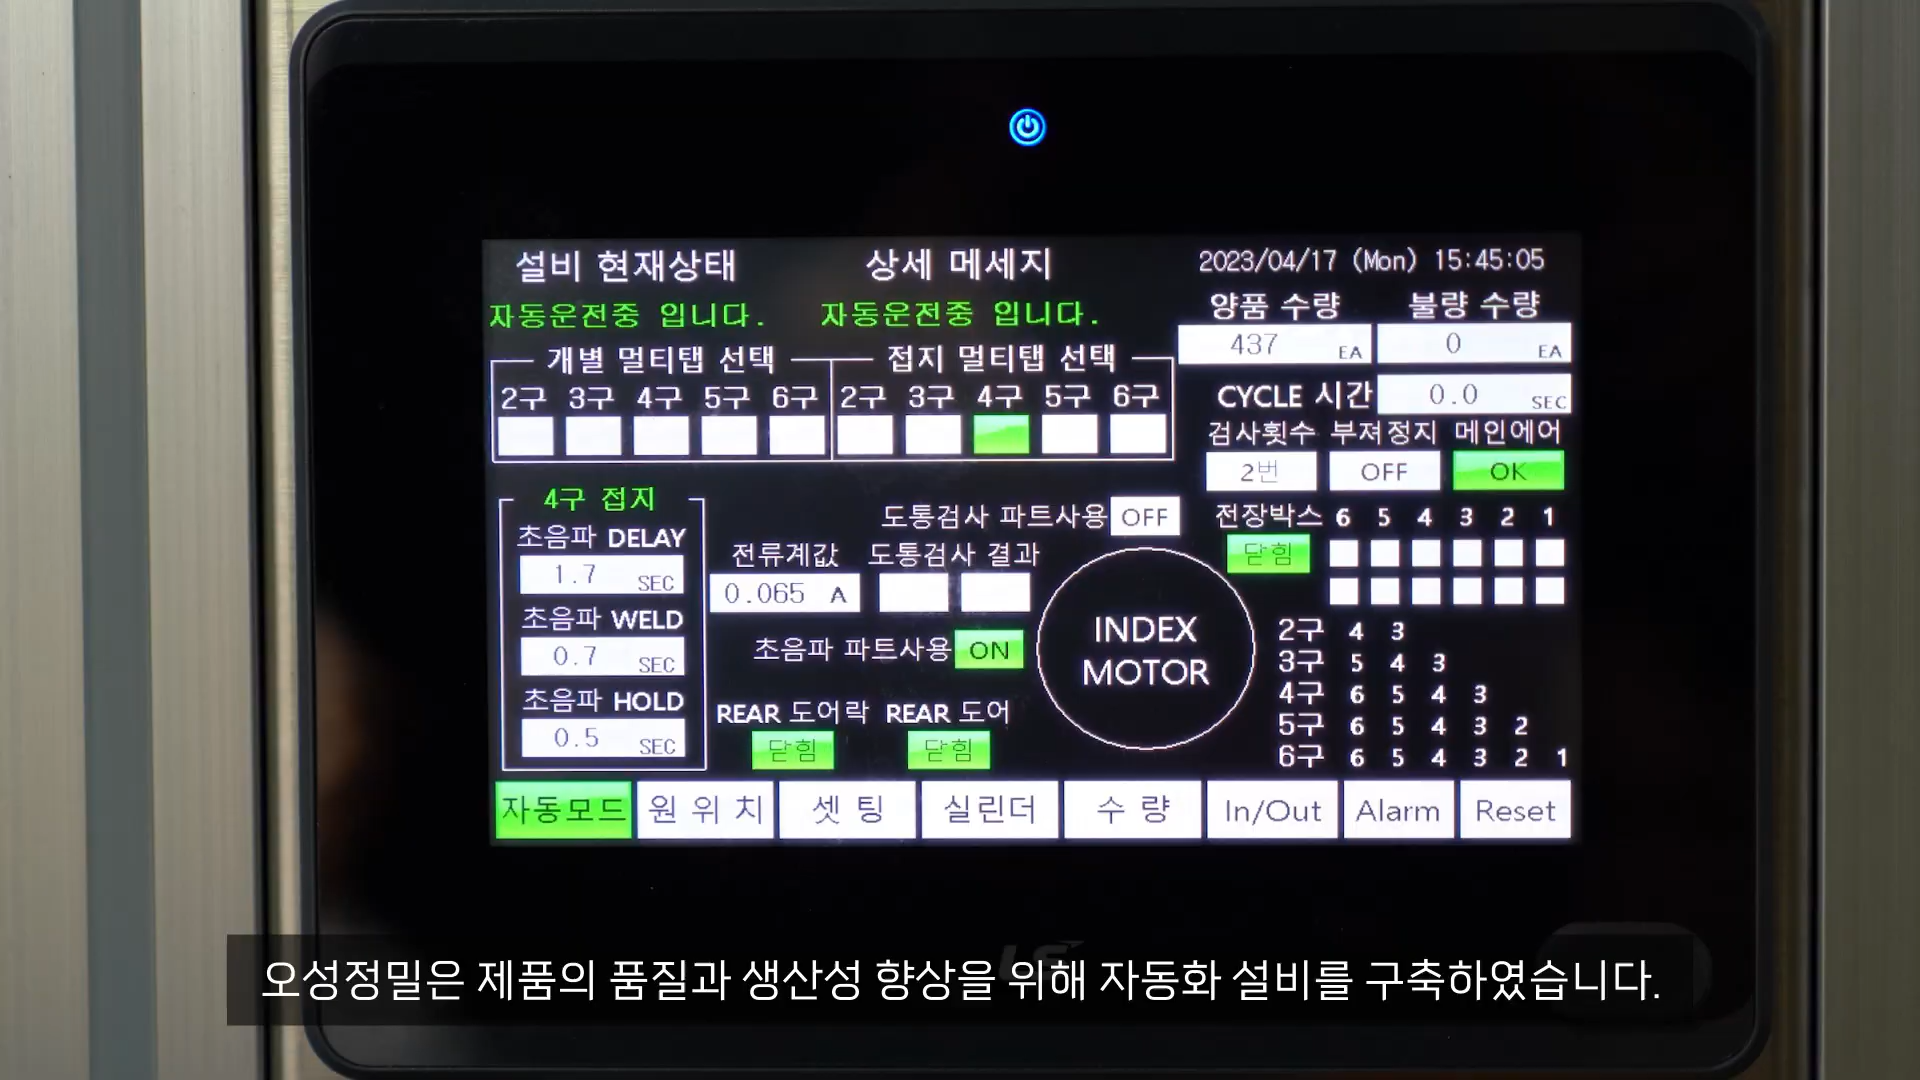 설비 현재상태 상세 메세지 2023/04/17 (Mon) 15:45:05
자동운전중 입니다. 자동운전중 입니다.
양품 수량 불량 수량
437 EA 0 EA
개별 멀티탭 선택 접지 멀티탭 선택
2구 3구 4구 5구 6구 2구 3구 4구 5구 6구
CYCLE 시간 0.0 SEC
검사횟수 부져정지 메인에어
2번 OFF OK
4구 접지
초음파 DELAY
1.7 SEC
초음파 WELD
0.7 SEC
초음파 HOLD
0.5 SEC
도통검사 파트사용 OFF
전류계값 도통검사 결과
0.065 A
초음파 파트사용 ON
REAR 도어락 REAR 도어
닫힘 닫힘
INDEX
MOTOR
전장박스 6 5 4 3 2 1
닫힘
2구 4 3
3구 5 4 3
4구 6 5 4 3
5구 6 5 4 3 2
6구 6 5 4 3 2 1
자동모드 원 위 치 셋 팅 실린더 수 량 In/Out Alarm Reset
LS
오성정밀은 제품의 품질과 생산성 향상을 위해 자동화 설비를 구축하였습니다.